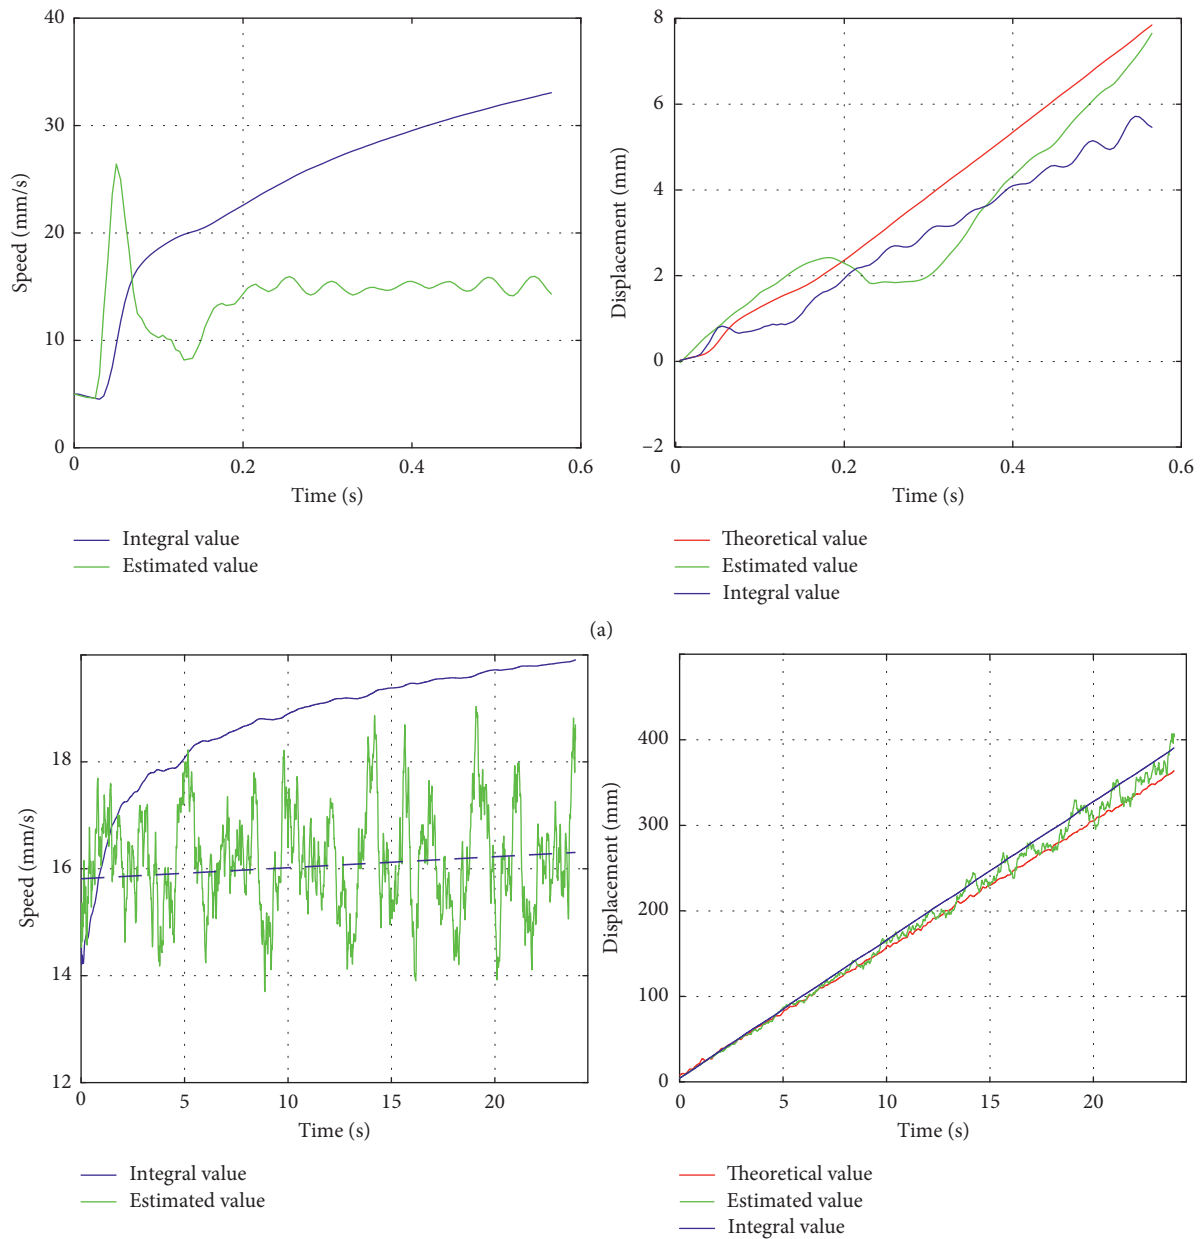 40
30
20
10
0
Speed (mm/s)
0 0.2 0.4 0.6
Time (s)
Integral value
Estimated value
8
6
4
2
0
−2
Displacement (mm)
0 0.2 0.4 0.6
Time (s)
Theoretical value
Estimated value
Integral value
(a)
18
16
14
12
Speed (mm/s)
0 5 10 15 20
Time (s)
Integral value
Estimated value
400
300
200
100
0
Displacement (mm)
0 5 10 15 20
Time (s)
Theoretical value
Estimated value
Integral value